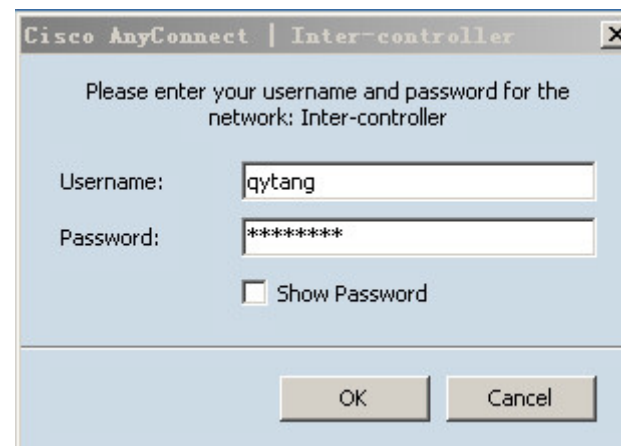 Cisco AnyConnect | Inter-controller
Please enter your username and password for the
network: Inter-controller
Username: qytang
Password: ********
Show Password
OK Cancel